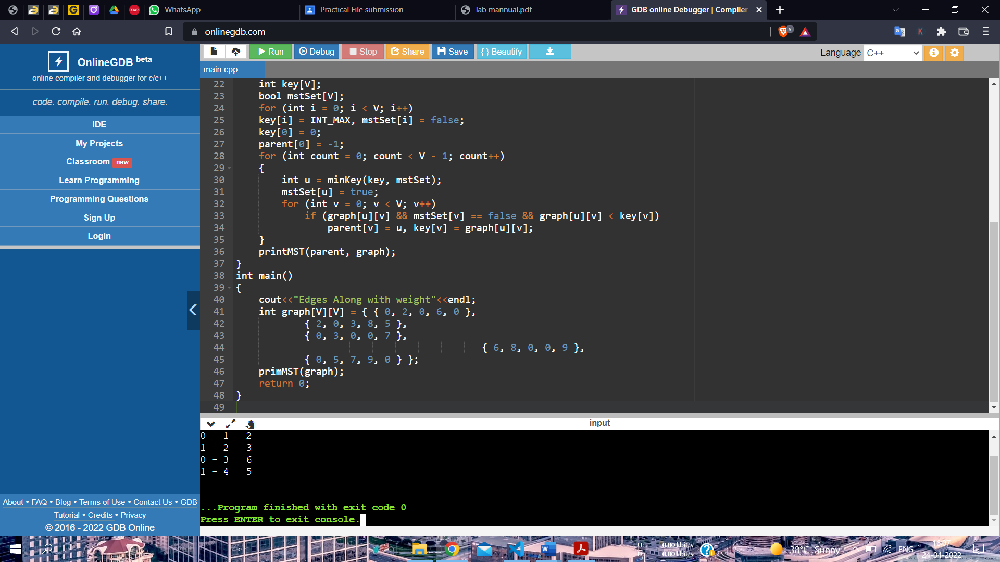 WhatsApp
Practical File submission
lab mannual.pdf
GDB online Debugger | Compiler
onlinegdb.com
5
K
OnlineGDB beta
online compiler and debugger for c/c++
code. compile. run. debug. share.
IDE
My Projects
Classroom new
Learn Programming
Programming Questions
Sign Up
Login
About • FAQ • Blog • Terms of Use • Contact Us • GDB
Tutorial • Credits • Privacy
© 2016 - 2022 GDB Online
Run Debug Stop Share Save { } Beautify
Language C++
main.cpp
22 int key[V];
23 bool mstSet[V];
24 for (int i = 0; i < V; i++)
25 key[i] = INT_MAX, mstSet[i] = false;
26 key[0] = 0;
27 parent[0] = -1;
28 for (int count = 0; count < V - 1; count++)
29 {
30 int u = minKey(key, mstSet);
31 mstSet[u] = true;
32 for (int v = 0; v < V; v++)
33 if (graph[u][v] && mstSet[v] == false && graph[u][v] < key[v])
34 parent[v] = u, key[v] = graph[u][v];
35 }
36 printMST(parent, graph);
37 }
38 int main()
39 {
40 cout<<"Edges Along with weight"<<endl;
41 int graph[V][V] = { { 0, 2, 0, 6, 0 },
42 { 2, 0, 3, 8, 5 },
43 { 0, 3, 0, 0, 7 },
44 { 6, 8, 0, 0, 9 },
45 { 0, 5, 7, 9, 0 } };
46 primMST(graph);
47 return 0;
48 }
49
input
0 - 1 2
1 - 2 3
0 - 3 6
1 - 4 5
...Program finished with exit code 0
Press ENTER to exit console.
U: 0.00 kbit/s
D: 0.00 kbit/s
38°C Sunny
ENG
16:07
24-04-2022